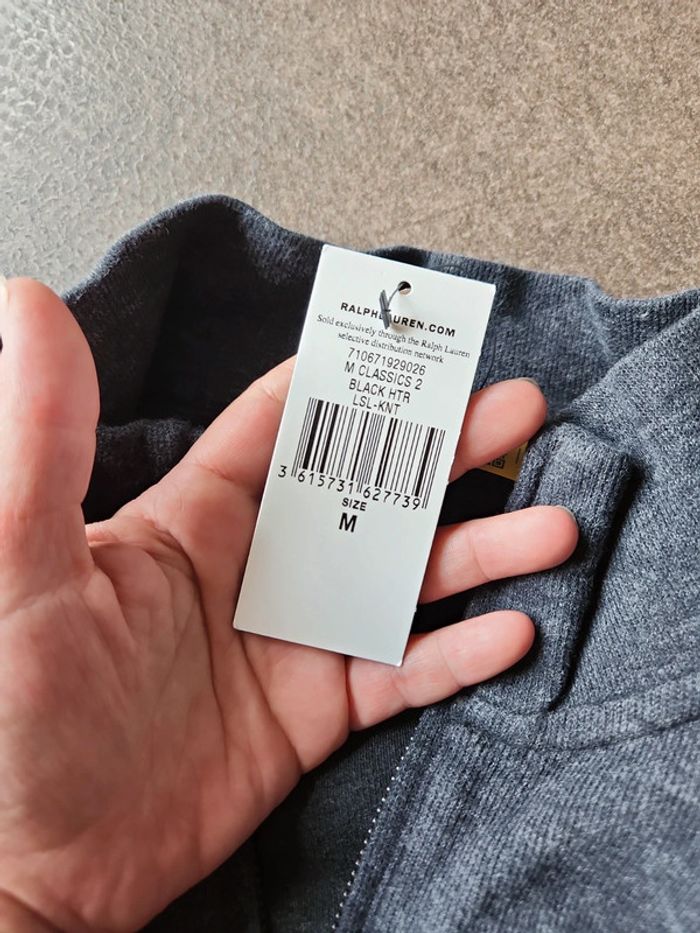 RALPHLAUREN.COM
Sold exclusively through the Ralph Lauren
selective distribution network
710671929026
M CLASSICS 2
BLACK HTR
LSL-KNT
3 615731 627739
SIZE
M